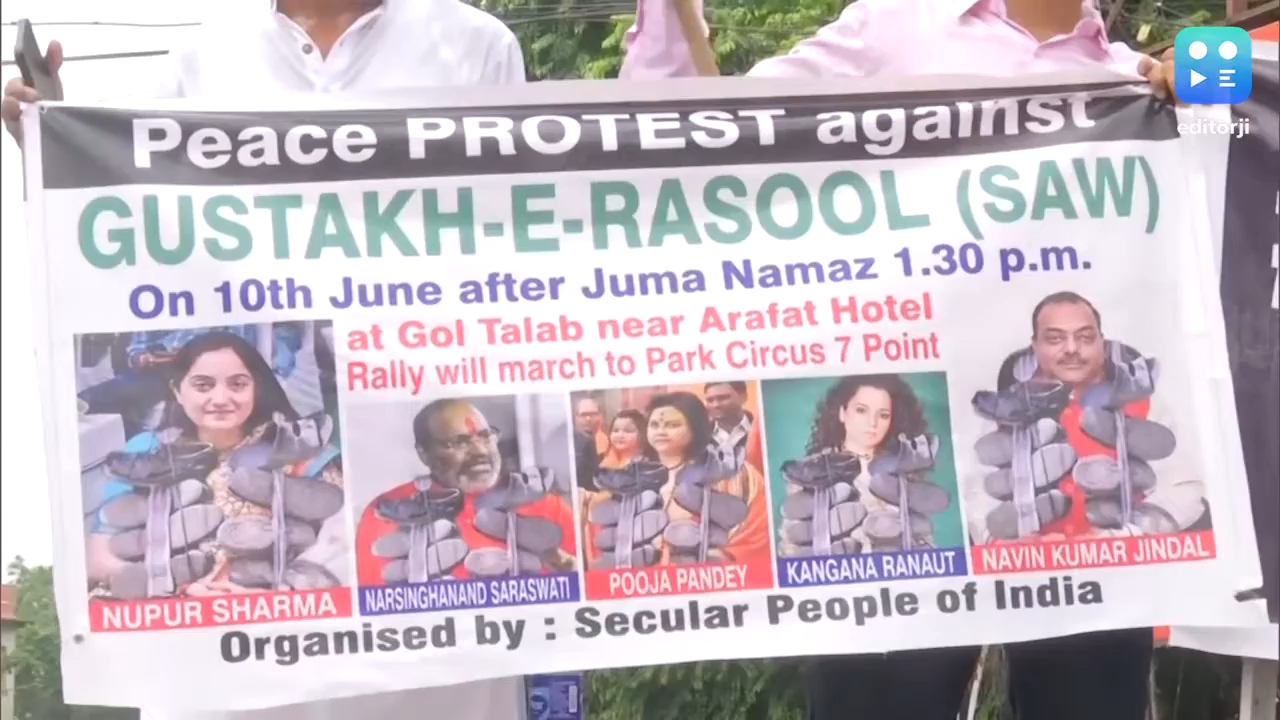 editorji
Peace PROTEST against
GUSTAKH-E-RASOOL (SAW)
On 10th June after Juma Namaz 1.30 p.m.
at Gol Talab near Arafat Hotel
Rally will march to Park Circus 7 Point
NUPUR SHARMA
NARSINGHANAND SARASWATI
POOJA PANDEY
KANGANA RANAUT
NAVIN KUMAR JINDAL
Organised by : Secular People of India